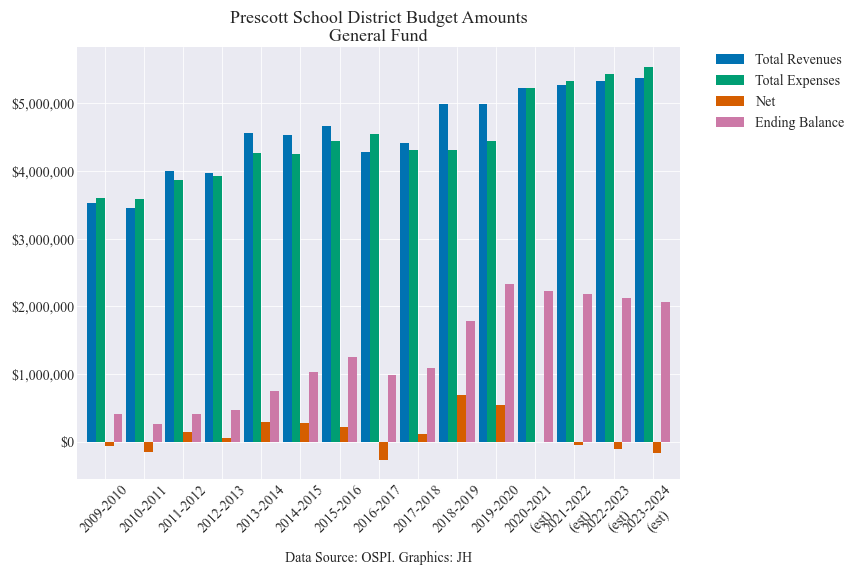 Prescott School District Budget Amounts
General Fund
Total Revenues
Total Expenses
Net
Ending Balance
$5,000,000
$4,000,000
$3,000,000
$2,000,000
$1,000,000
$0
2009-2010
2010-2011
2011-2012
2012-2013
2013-2014
2014-2015
2015-2016
2016-2017
2017-2018
2018-2019
2019-2020
2020-2021
(est)
2021-2022
(est)
2022-2023
(est)
2023-2024
(est)
Data Source: OSPI. Graphics: JH